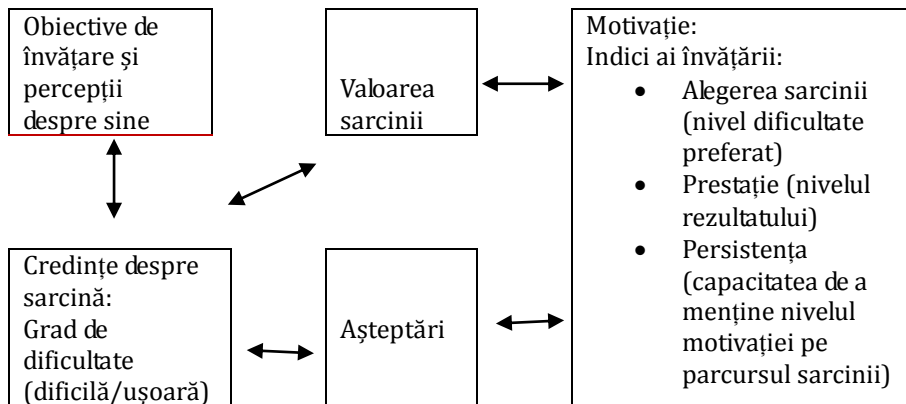 Obiective de
învățare și
percepții
despre sine
Valoarea
sarcinii
Motivație:
Indici ai învățării:
• Alegerea sarcinii
(nivel dificultate
preferat)
• Prestație (nivelul
rezultatului)
• Persistența
(capacitatea de a
menține nivelul
motivației pe
parcursul sarcinii)
Credințe despre
sarcină:
Grad de
dificultate
(dificilă/ușoară)
Așteptări